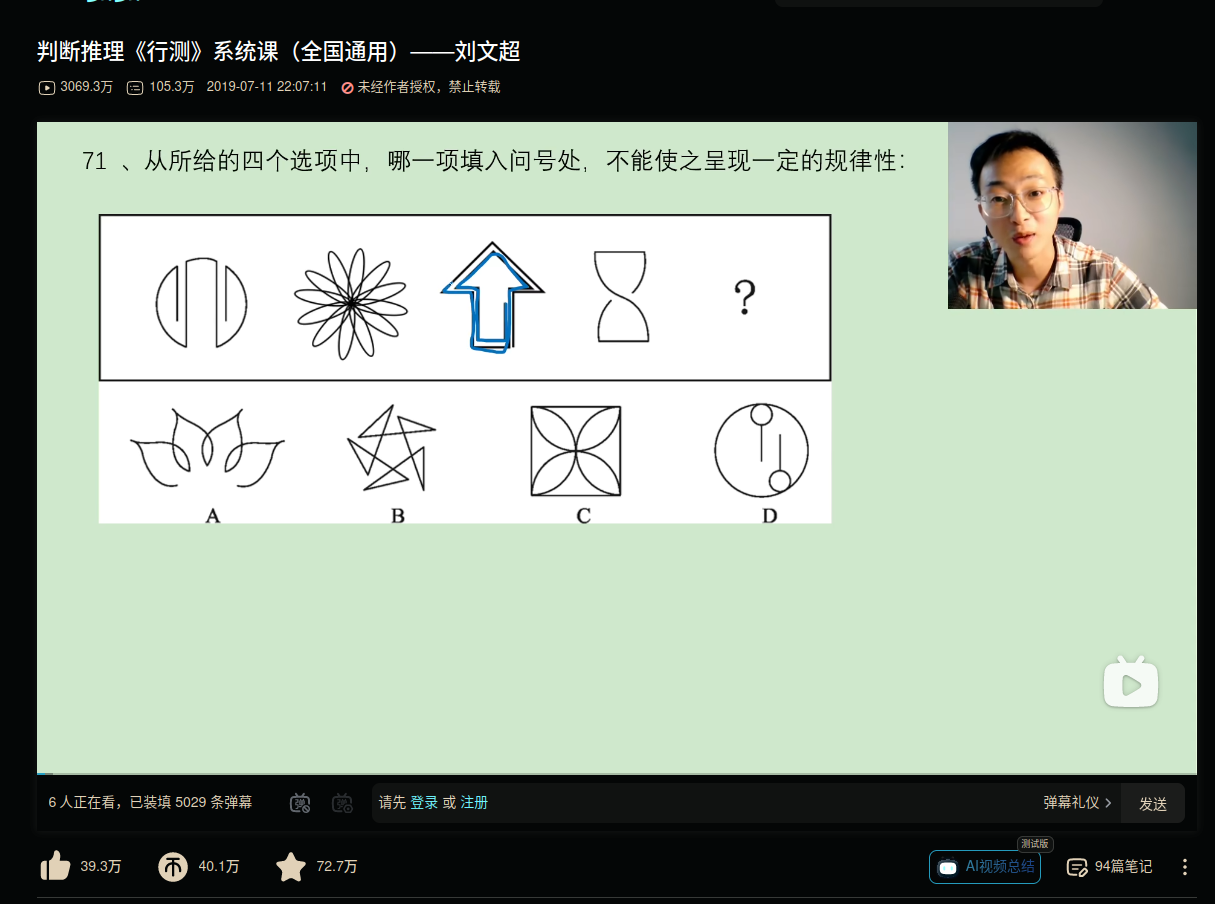 判断推理《行测》系统课（全国通用）——刘文超
3069.3万 105.3万 2019-07-11 22:07:11 未经作者授权，禁止转载
71 、从所给的四个选项中，哪一项填入问号处，不能使之呈现一定的规律性：
?
A B C D
6 人正在看，已装填 5029 条弹幕 请先 登录 或 注册 弹幕礼仪 发送
测试版
39.3万 40.1万 72.7万 AI视频总结 94篇笔记